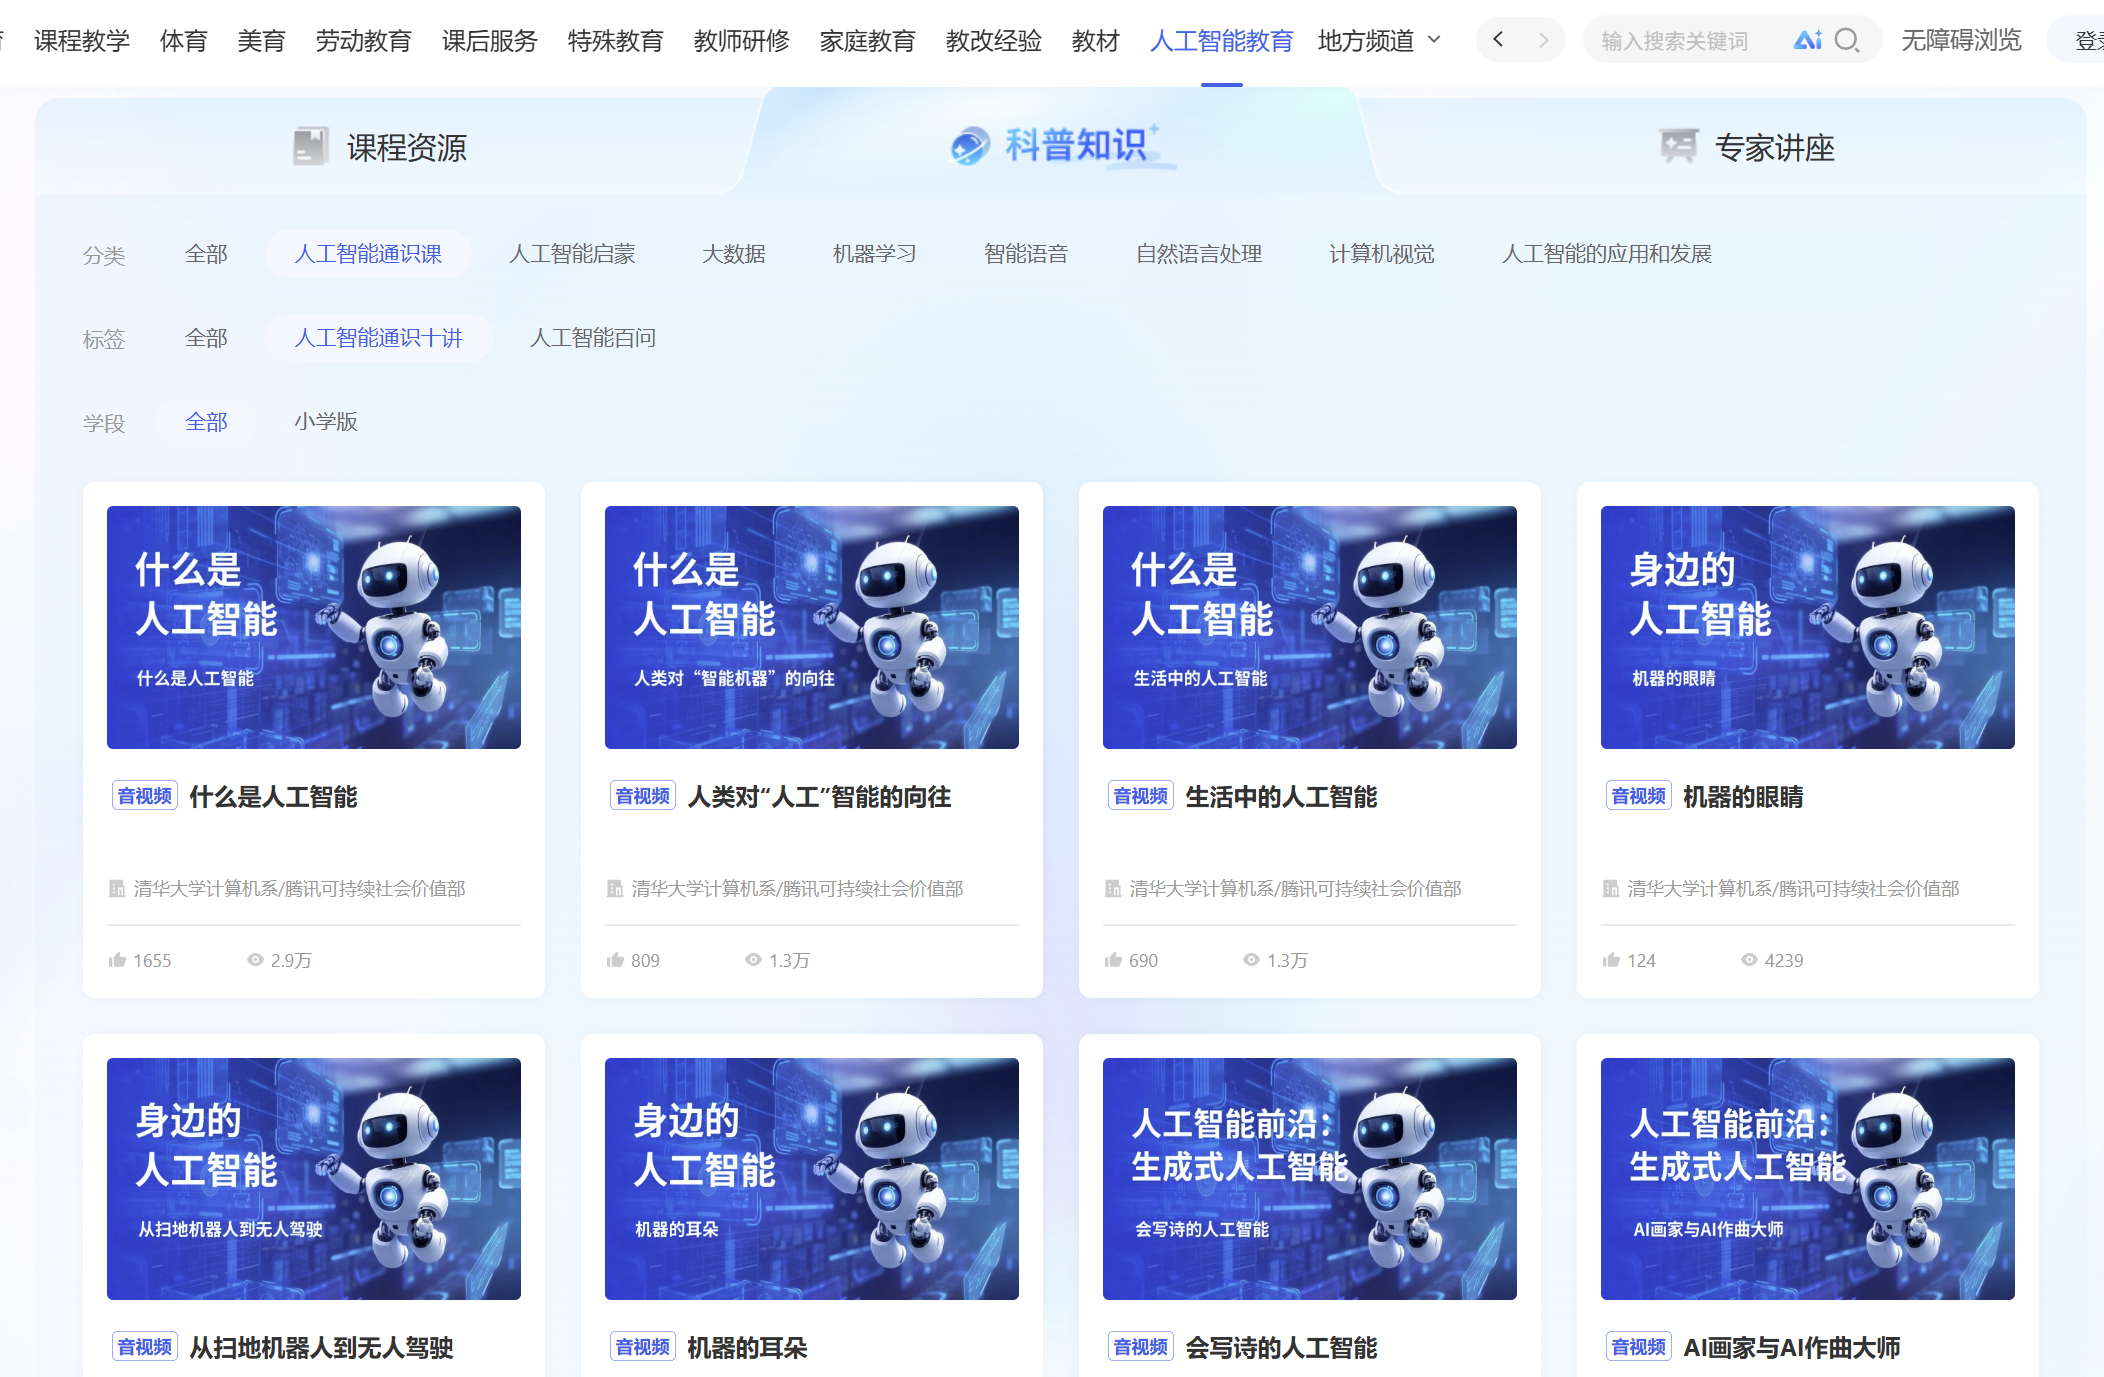 课程教学 体育 美育 劳动教育 课后服务 特殊教育 教师研修 家庭教育 教改经验 教材 人工智能教育 地方频道 输入搜索关键词 Ai 无障碍浏览
课程资源 科普知识 专家讲座
分类 全部 人工智能通识课 人工智能启蒙 大数据 机器学习 智能语音 自然语言处理 计算机视觉 人工智能的应用和发展
标签 全部 人工智能通识十讲 人工智能百问
学段 全部 小学版
什么是
人工智能
什么是人工智能
音视频 什么是人工智能
清华大学计算机系/腾讯可持续社会价值部
1655 2.9万
什么是
人工智能
人类对“智能机器”的向往
音视频 人类对“人工”智能的向往
清华大学计算机系/腾讯可持续社会价值部
809 1.3万
什么是
人工智能
生活中的人工智能
音视频 生活中的人工智能
清华大学计算机系/腾讯可持续社会价值部
690 1.3万
身边的
人工智能
机器的眼睛
音视频 机器的眼睛
清华大学计算机系/腾讯可持续社会价值部
124 4239
身边的
人工智能
从扫地机器人到无人驾驶
音视频 从扫地机器人到无人驾驶
身边的
人工智能
机器的耳朵
音视频 机器的耳朵
人工智能前沿：
生成式人工智能
会写诗的人工智能
音视频 会写诗的人工智能
人工智能前沿：
生成式人工智能
AI画家与AI作曲大师
音视频 AI画家与AI作曲大师